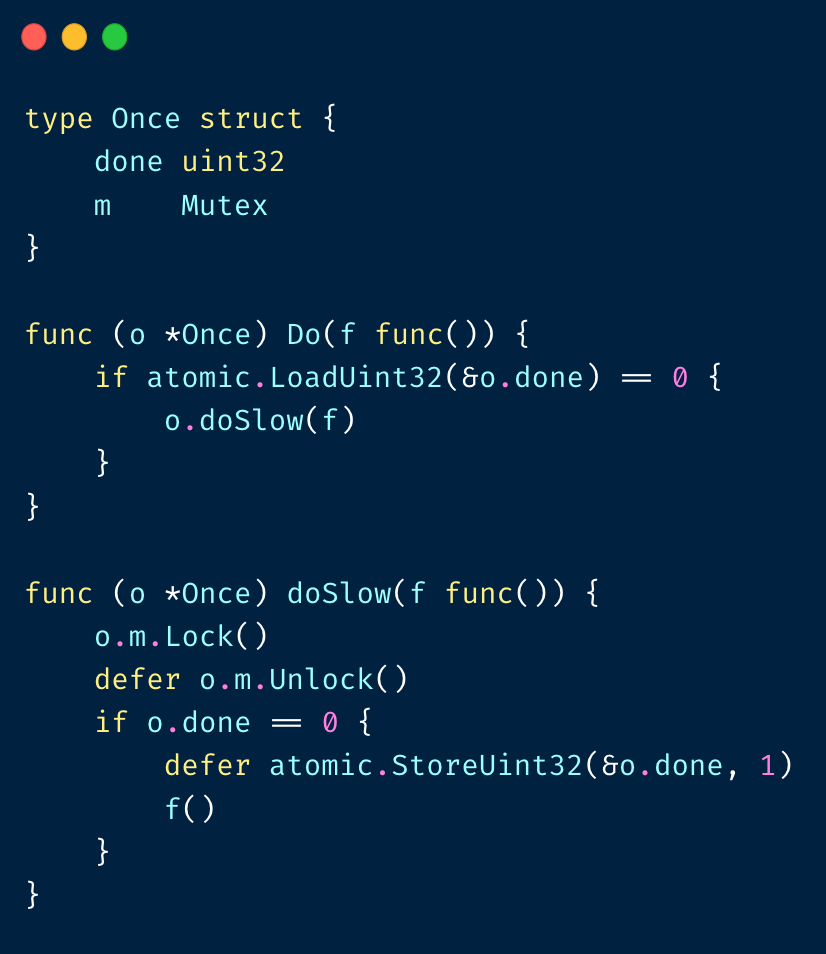 type Once struct {
    done uint32
    m    Mutex
}

func (o *Once) Do(f func()) {
    if atomic.LoadUint32(&o.done) == 0 {
        o.doSlow(f)
    }
}

func (o *Once) doSlow(f func()) {
    o.m.Lock()
    defer o.m.Unlock()
    if o.done == 0 {
        defer atomic.StoreUint32(&o.done, 1)
        f()
    }
}